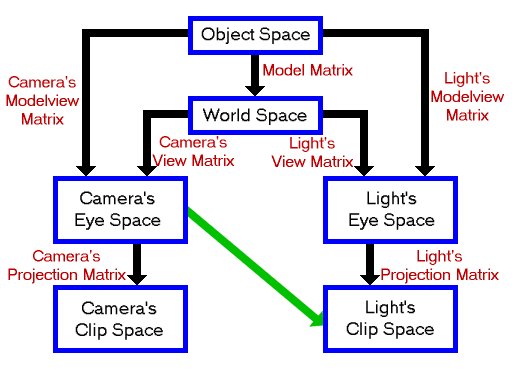 Object Space
Camera's
Modelview
Matrix
Model Matrix
Light's
Modelview
Matrix
World Space
Camera's
View Matrix
Light's
View Matrix
Camera's
Eye Space
Light's
Eye Space
Camera's
Projection Matrix
Light's
Projection Matrix
Camera's
Clip Space
Light's
Clip Space